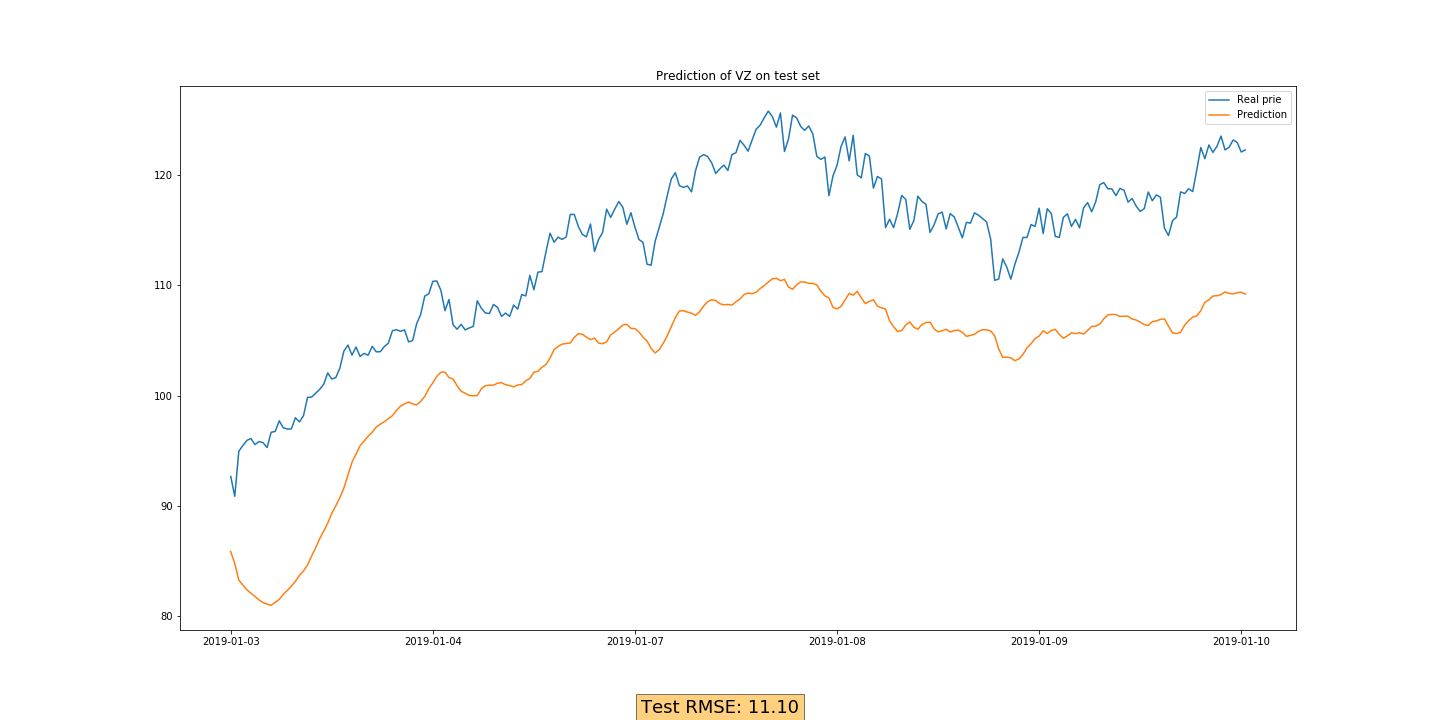 Prediction of VZ on test set
Real prie
Prediction
120
110
100
90
80
2019-01-03 2019-01-04 2019-01-07 2019-01-08 2019-01-09 2019-01-10
Test RMSE: 11.10